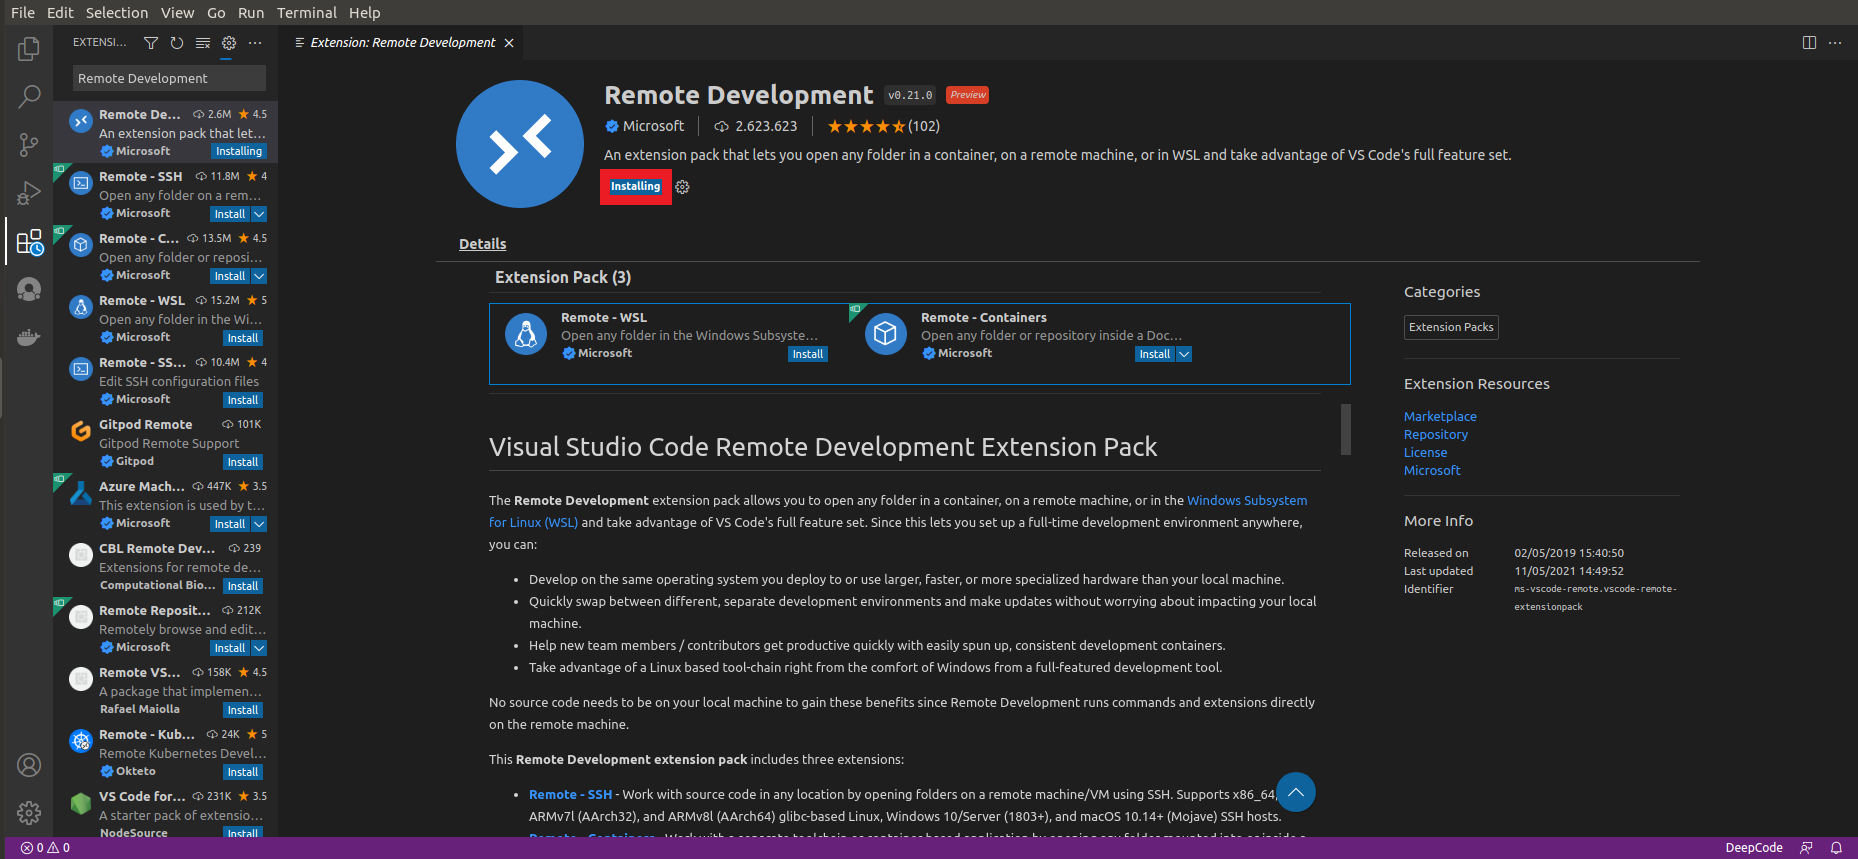 File Edit Selection View Go Run Terminal Help
EXTENSI...
Extension: Remote Development
Remote Development
Remote De... 2.6M 4.5
An extension pack that let...
Microsoft Installing
Remote - SSH 11.8M 4
Open any folder on a rem...
Microsoft Install
Remote - C... 13.5M 4.5
Open any folder or reposi...
Microsoft Install
Remote - WSL 15.2M 5
Open any folder in the Wi...
Microsoft Install
Remote - SS... 10.4M 4
Edit SSH configuration files
Microsoft Install
Gitpod Remote 101K
Gitpod Remote Support
Gitpod Install
Azure Mach... 447K 3.5
This extension is used by t...
Microsoft Install
CBL Remote Dev... 239
Extensions for remote de...
Computational Bio... Install
Remote Reposit... 212K
Remotely browse and edit...
Microsoft Install
Remote VS... 158K 4.5
A package that implemen...
Rafael Maiolla Install
Remote - Kub... 24K 5
Remote Kubernetes Devel...
Okteto Install
VS Code for... 231K 3.5
A starter pack of extensio...
NodeSource Install
Remote Development v0.21.0 Preview
Microsoft 2.623.623 (102)
An extension pack that lets you open any folder in a container, on a remote machine, or in WSL and take advantage of VS Code's full feature set.
Installing
Details
Extension Pack (3)
Remote - WSL
Open any folder in the Windows Subsyste...
Microsoft Install
Remote - Containers
Open any folder or repository inside a Doc...
Microsoft Install
Visual Studio Code Remote Development Extension Pack
The Remote Development extension pack allows you to open any folder in a container, on a remote machine, or in the Windows Subsystem
for Linux (WSL) and take advantage of VS Code's full feature set. Since this lets you set up a full-time development environment anywhere,
you can:
• Develop on the same operating system you deploy to or use larger, faster, or more specialized hardware than your local machine.
• Quickly swap between different, separate development environments and make updates without worrying about impacting your local
machine.
• Help new team members / contributors get productive quickly with easily spun up, consistent development containers.
• Take advantage of a Linux based tool-chain right from the comfort of Windows from a full-featured development tool.
No source code needs to be on your local machine to gain these benefits since Remote Development runs commands and extensions directly
on the remote machine.
This Remote Development extension pack includes three extensions:
• Remote - SSH - Work with source code in any location by opening folders on a remote machine/VM using SSH. Supports x86_64,
ARMv7l (AArch32), and ARMv8l (AArch64) glibc-based Linux, Windows 10/Server (1803+), and macOS 10.14+ (Mojave) SSH hosts.
• Remote - Containers - Work with a separate toolchain or container based application by opening any folder mounted into or inside a
Categories
Extension Packs
Extension Resources
Marketplace
Repository
License
Microsoft
More Info
Released on 02/05/2019 15:40:50
Last updated 11/05/2021 14:49:52
Identifier ms-vscode-remote.vscode-remote-
extensionpack
0 0 DeepCode